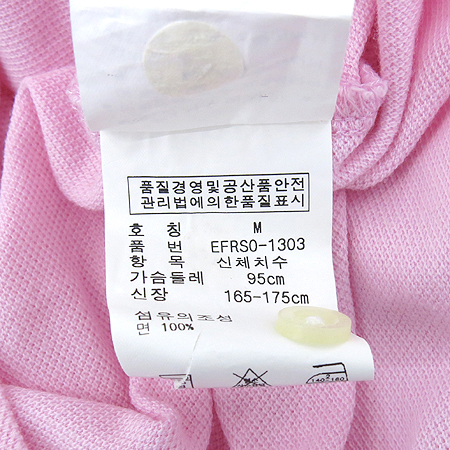 품질경영및공산품안전
관리법에의한품질표시
호 칭 M
품 번 EFRSO-1303
항 목 신체치수
가슴둘레 95cm
신장 165-175cm
섬유의조성
면 100%